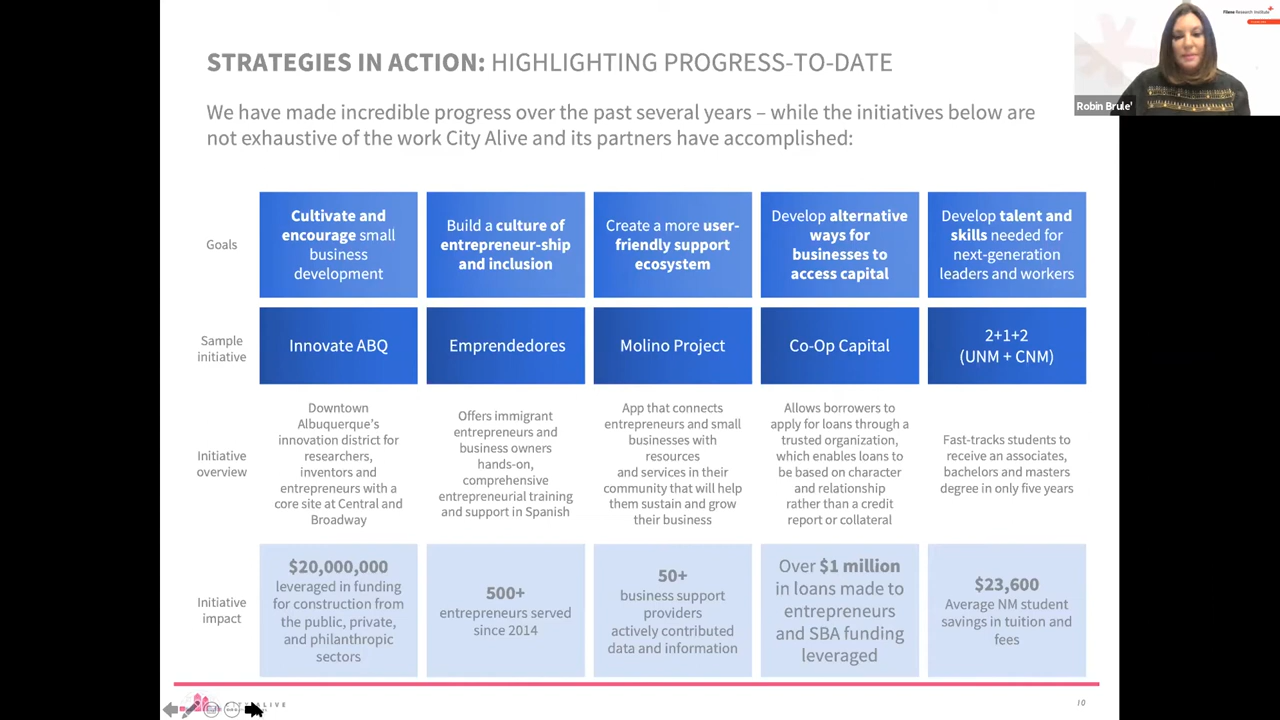 Filene Research Institute
Robin Brule'
STRATEGIES IN ACTION: HIGHLIGHTING PROGRESS-TO-DATE
We have made incredible progress over the past several years – while the initiatives below are
not exhaustive of the work City Alive and its partners have accomplished:
Goals
Cultivate and
encourage small
business
development
Build a culture of
entrepreneur-ship
and inclusion
Create a more user-
friendly support
ecosystem
Develop alternative
ways for
businesses to
access capital
Develop talent and
skills needed for
next-generation
leaders and workers
Sample
initiative
Innovate ABQ
Emprendedores
Molino Project
Co-Op Capital
2+1+2
(UNM + CNM)
Initiative
overview
Downtown
Albuquerque's
innovation district for
researchers,
inventors and
entrepreneurs with a
core site at Central and
Broadway
Offers immigrant
entrepreneurs and
business owners
hands-on,
comprehensive
entrepreneurial training
and support in Spanish
App that connects
entrepreneurs and small
businesses with
resources
and services in their
community that will help
them sustain and grow
their business
Allows borrowers to
apply for loans through a
trusted organization,
which enables loans to
be based on character
and relationship
rather than a credit
report or collateral
Fast-tracks students to
receive an associates,
bachelors and masters
degree in only five years
Initiative
impact
$20,000,000
leveraged in funding
for construction from
the public, private,
and philanthropic
sectors
500+
entrepreneurs served
since 2014
50+
business support
providers
actively contributed
data and information
Over $1 million
in loans made to
entrepreneurs
and SBA funding
leveraged
$23,600
Average NM student
savings in tuition and
fees
ALIVE
10